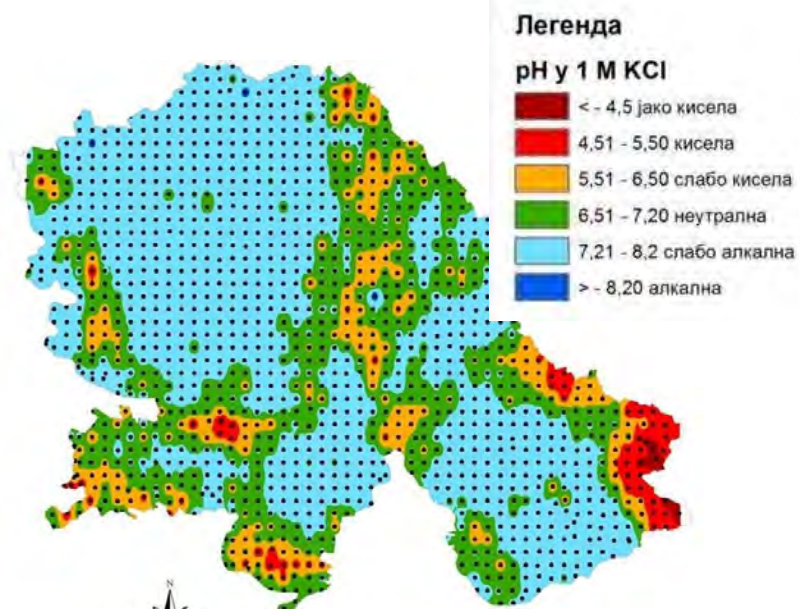 Легенда
pH у 1 М KCl
< - 4,5 јако кисела
4,51 - 5,50 кисела
5,51 - 6,50 слабо кисела
6,51 - 7,20 неутрална
7,21 - 8,2 слабо алкална
> - 8,20 алкална
N